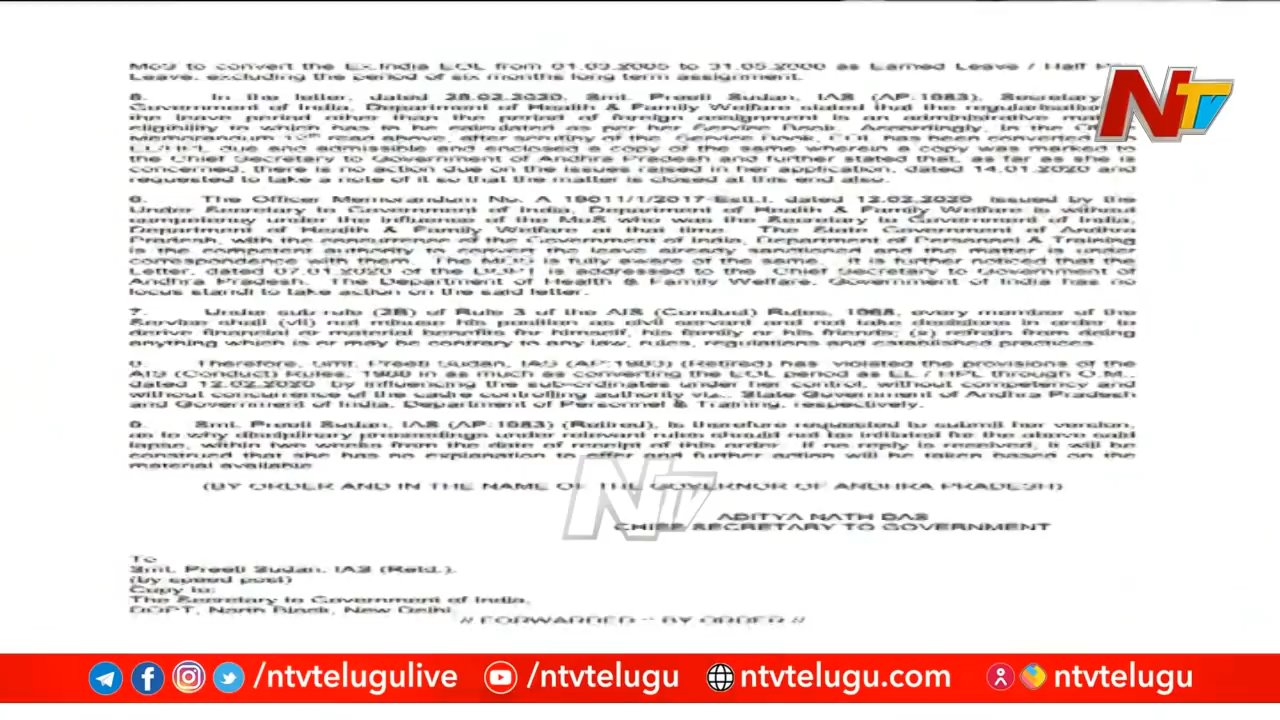 MoS to convert the Ex.India EOL from 01.09.2005 to 31.05.2006 as Earned Leave / Half
Leave, excluding the period of six months long term assignment.
5. In the letter, dated 28.02.2020, Smt. Preeti Sudan, IAS (AP:1983), Secretary
Government of India, Department of Health & Family Welfare stated that the
the leave period other than the period of foreign assignment is an administrative
eligibility to which has to be calculated as per her Service Book. Accordingly, in the
Memorandum 10th read above, after scrutiny of the Service Book, EOL has been
EL/HPL due and admissible and enclosed a copy of the same wherein a copy was marked to
the Chief Secretary to Government of Andhra Pradesh and further stated that, as far as she is
concerned, there is no action due on the issues raised in her application, dated 14.01.2020 and
requested to take a note of it so that the matter is closed at this end also.
6. The Officer Memorandum No. A 19011/1/2017-Estt.I, dated 12.02.2020 issued by the
Under Secretary to Government of India, Department of Health & Family Welfare is without
competency under the influence of the MoS who was the Secretary to Government of India,
Department of Health & Family Welfare at that time. The State Government of Andhra
Pradesh, with the concurrence of the Government of India, Department of Personnel & Training
is the competent authority to convert the leave already sanctioned and the matter is under
correspondence with them. The MOS is fully aware of the same. It is further noticed that the
Letter, dated 07.01.2020 of the DOPT is addressed to the Chief Secretary to Government of
Andhra Pradesh. The Department of Health & Family Welfare, Government of India has no
locus standi to take action on the said letter.
7. Under sub rule (2B) of Rule 3 of the AIS (Conduct) Rules, 1968, every member of the
Service shall (vii) not misuse his position as civil servant and not take decisions in order to
derive financial or material benefits for himself, his family or his friends; (a) refrain from doing
anything which is or may be contrary to any law, rules, regulations and established practices.
8. Therefore, Smt. Preeti Sudan, IAS (AP:1983) (Retired) has violated the provisions of the
AIS (Conduct) Rules, 1968 in as much as converting the EOL period as EL & HPL through O.M.,
dated 12.02.2020 by influencing the sub-ordinates under her control, without competency and
without concurrence of the cadre controlling authority viz., State Government of Andhra Pradesh
and Government of India, Department of Personnel & Training, respectively.
9. Smt. Preeti Sudan, IAS (AP:1983) (Retired), is therefore requested to submit her version,
as to why disciplinary proceedings under relevant rules should not be initiated for the above said
lapse, within two weeks from the date of receipt of this order. If no reply is received, it will be
construed that she has no explanation to offer and further action will be taken based on the
material available.
(BY ORDER AND IN THE NAME OF THE GOVERNOR OF ANDHRA PRADESH)
ADITYA NATH DAS
CHIEF SECRETARY TO GOVERNMENT
To
Smt. Preeti Sudan, IAS (Retd.),
(by speed post)
Copy to:
The Secretary to Government of India,
DOPT, North Block, New Delhi.
// FORWARDED :: BY ORDER //
NTV
NTV
/ntvtelugulive
/ntvtelugu
ntvtelugu.com
ntvtelugu